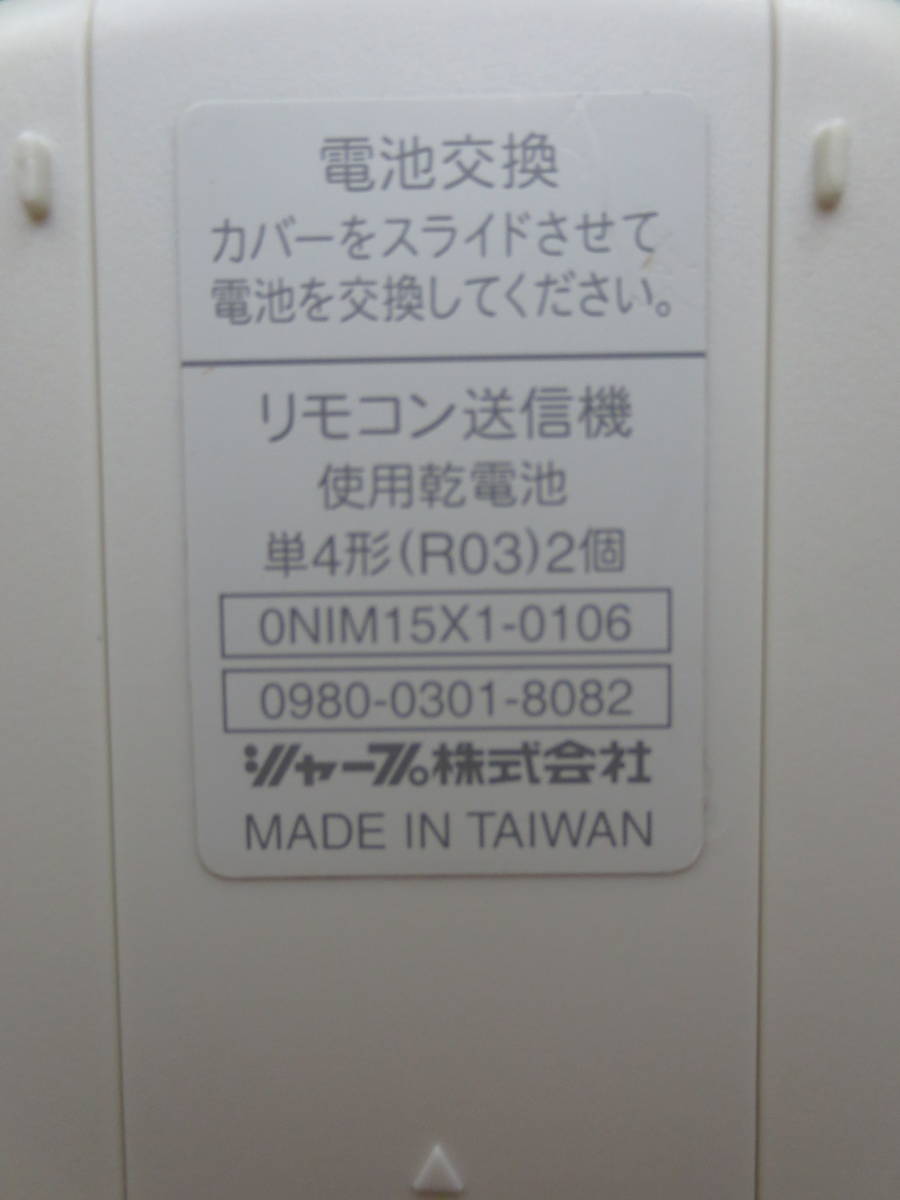 電池交換
カバーをスライドさせて
電池を交換してください。
リモコン送信機
使用乾電池
単4形(R03)2個
0NIM15X1-0106
0980-0301-8082
シャープ株式会社
MADE IN TAIWAN